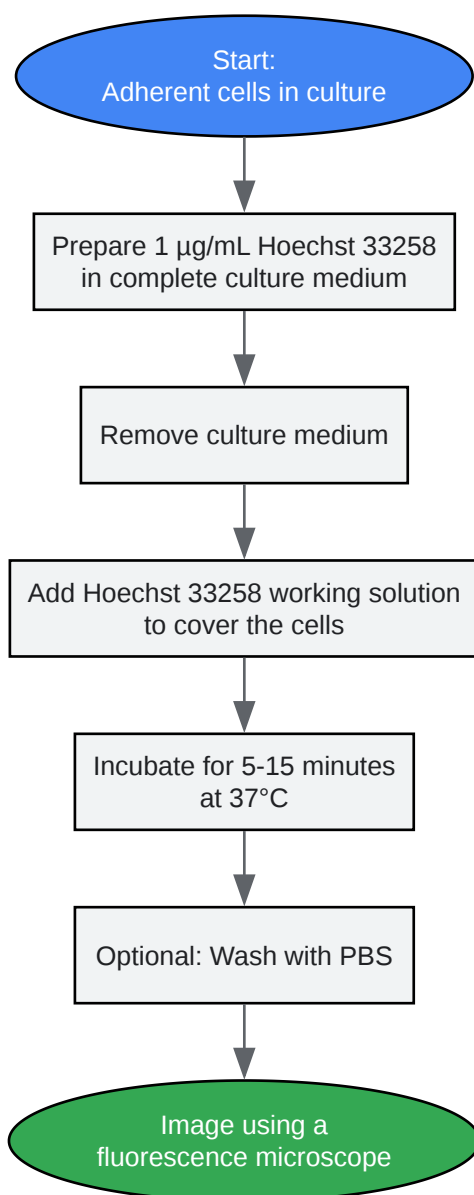 Start:
Adherent cells in culture
Prepare 1 µg/mL Hoechst 33258
in complete culture medium
Remove culture medium
Add Hoechst 33258 working solution
to cover the cells
Incubate for 5-15 minutes
at 37°C
Optional: Wash with PBS
Image using a
fluorescence microscope